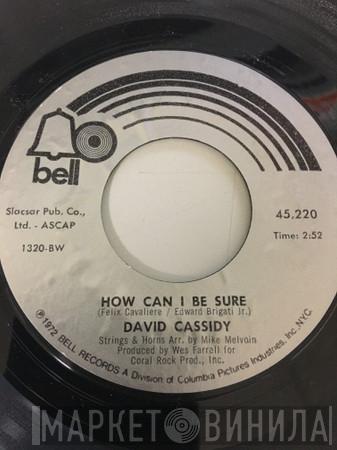 bell
Slacsar Pub. Co.,
Ltd. - ASCAP
1320-BW
45,220
Time: 2:52
HOW CAN I BE SURE
(Felix Cavaliere / Edward Brigati Jr.)
DAVID CASSIDY
Strings & Horns Arr. by Mike Melvoin
Produced by Wes Farrell for
Coral Rock Prod., Inc.
℗1972 BELL RECORDS A Division of Columbia Pictures Industries, Inc. N.Y.C.
МАРКЕТ ВИНИЛА